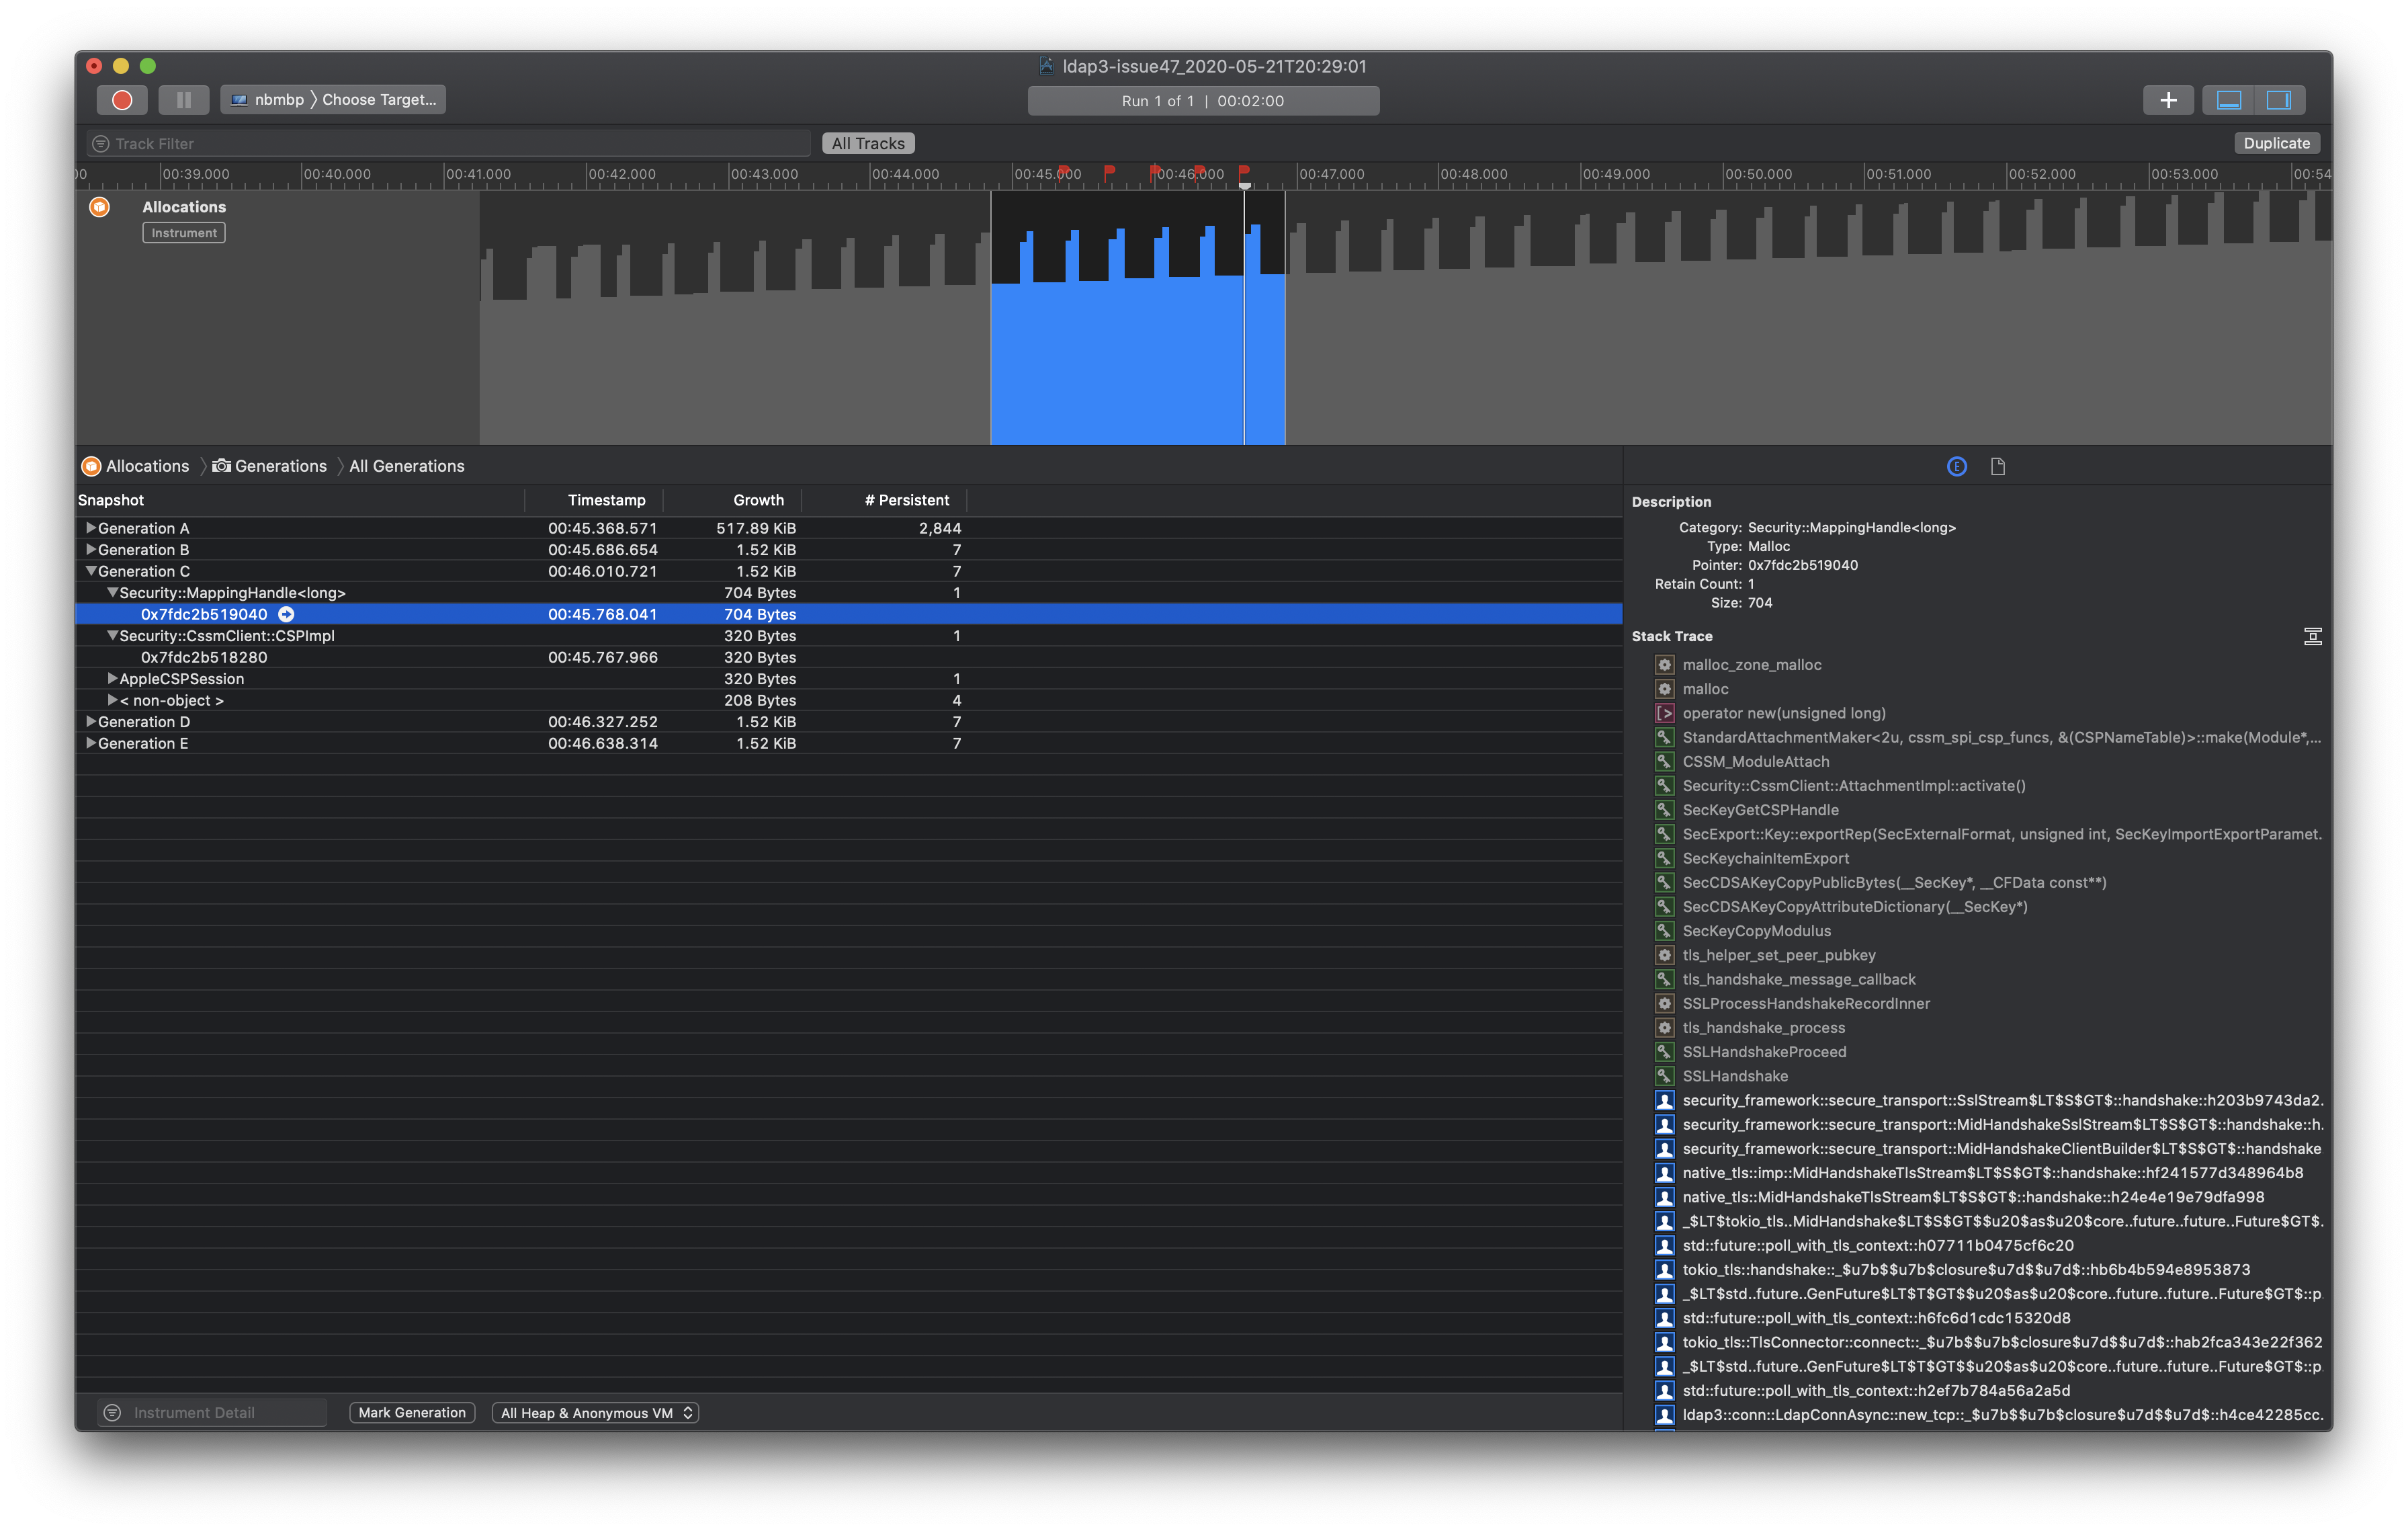 ldap3-issue47_2020-05-21T20:29:01
nbmbp 〉Choose Target...
Run 1 of 1 | 00:02:00
Track Filter
All Tracks
Duplicate
00 00:39.000 00:40.000 00:41.000 00:42.000 00:43.000 00:44.000 00:45.000 00:46.000 00:47.000 00:48.000 00:49.000 00:50.000 00:51.000 00:52.000 00:53.000 00:54
Allocations
Instrument
Allocations 〉Generations 〉All Generations
Snapshot Timestamp Growth # Persistent
Generation A 00:45.368.571 517.89 KiB 2,844
Generation B 00:45.686.654 1.52 KiB 7
Generation C 00:46.010.721 1.52 KiB 7
Security::MappingHandle<long> 704 Bytes 1
0x7fdc2b519040 00:45.768.041 704 Bytes
Security::CssmClient::CSPImpl 320 Bytes 1
0x7fdc2b518280 00:45.767.966 320 Bytes
AppleCSPSession 320 Bytes 1
< non-object > 208 Bytes 4
Generation D 00:46.327.252 1.52 KiB 7
Generation E 00:46.638.314 1.52 KiB 7
Instrument Detail
Mark Generation
All Heap & Anonymous VM
E
Description
Category: Security::MappingHandle<long>
Type: Malloc
Pointer: 0x7fdc2b519040
Retain Count: 1
Size: 704
Stack Trace
malloc_zone_malloc
malloc
operator new(unsigned long)
StandardAttachmentMaker<2u, cssm_spi_csp_funcs, &(CSPNameTable)>::make(Module*,...
CSSM_ModuleAttach
Security::CssmClient::AttachmentImpl::activate()
SecKeyGetCSPHandle
SecExport::Key::exportRep(SecExternalFormat, unsigned int, SecKeyImportExportParamet.
SecKeychainItemExport
SecCDSAKeyCopyPublicBytes(__SecKey*, __CFData const**)
SecCDSAKeyCopyAttributeDictionary(__SecKey*)
SecKeyCopyModulus
tls_helper_set_peer_pubkey
tls_handshake_message_callback
SSLProcessHandshakeRecordInner
tls_handshake_process
SSLHandshakeProceed
SSLHandshake
security_framework::secure_transport::SslStream$LT$S$GT$::handshake::h203b9743da2.
security_framework::secure_transport::MidHandshakeSslStream$LT$S$GT$::handshake::h.
security_framework::secure_transport::MidHandshakeClientBuilder$LT$S$GT$::handshake
native_tls::imp::MidHandshakeTlsStream$LT$S$GT$::handshake::hf241577d348964b8
native_tls::MidHandshakeTlsStream$LT$S$GT$::handshake::h24e4e19e79dfa998
_$LT$tokio_tls..MidHandshake$LT$S$GT$$u20$as$u20$core..future..future..Future$GT$.
std::future::poll_with_tls_context::h07711b0475cf6c20
tokio_tls::handshake::_$u7b$$u7b$closure$u7d$$u7d$::hb6b4b594e8953873
_$LT$std..future..GenFuture$LT$T$GT$$u20$as$u20$core..future..future..Future$GT$::p
std::future::poll_with_tls_context::h6fc6d1cdc15320d8
tokio_tls::TlsConnector::connect::_$u7b$$u7b$closure$u7d$$u7d$::hab2fca343e22f362
_$LT$std..future..GenFuture$LT$T$GT$$u20$as$u20$core..future..future..Future$GT$::p.
std::future::poll_with_tls_context::h2ef7b784a56a2a5d
ldap3::conn::LdapConnAsync::new_tcp::_$u7b$$u7b$closure$u7d$$u7d$::h4ce42285cc.